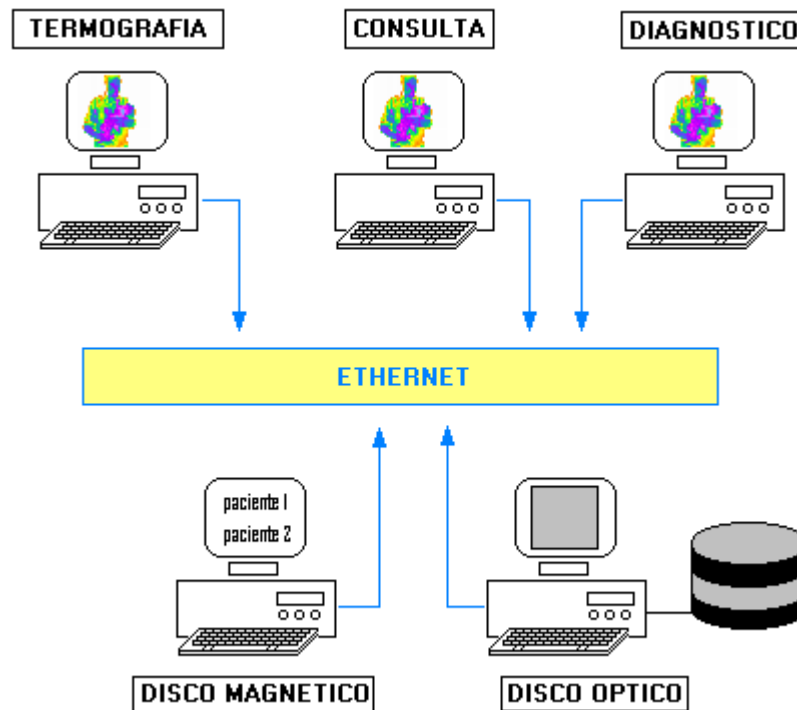 TERMOGRAFIA
CONSULTA
DIAGNOSTICO
ETHERNET
paciente 1
paciente 2
DISCO MAGNETICO
DISCO OPTICO